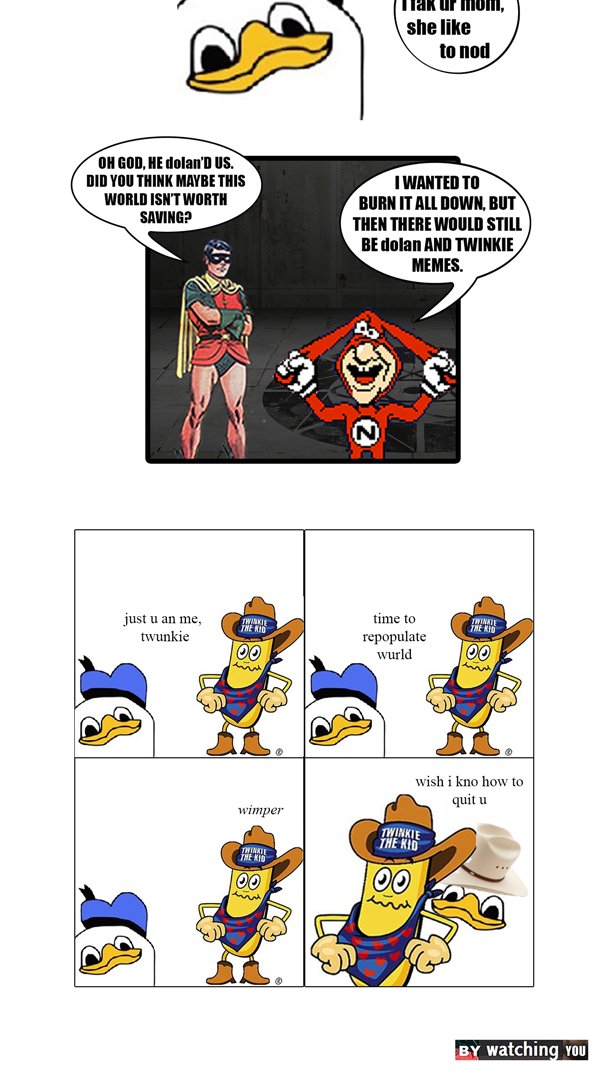 I fak ur mom,
she like
to nod
OH GOD, HE dolan'D US.
DID YOU THINK MAYBE THIS
WORLD ISN'T WORTH
SAVING?
I WANTED TO
BURN IT ALL DOWN, BUT
THEN THERE WOULD STILL
BE dolan AND TWINKIE
MEMES.
N
just u an me,
twunkie
TWINKIE
THE KID
©
time to
repopulate
wurld
TWINKIE
THE KID
©
wimper
TWINKIE
THE KID
©
wish i kno how to
quit u
TWINKIE
THE KID
BY watching YOU